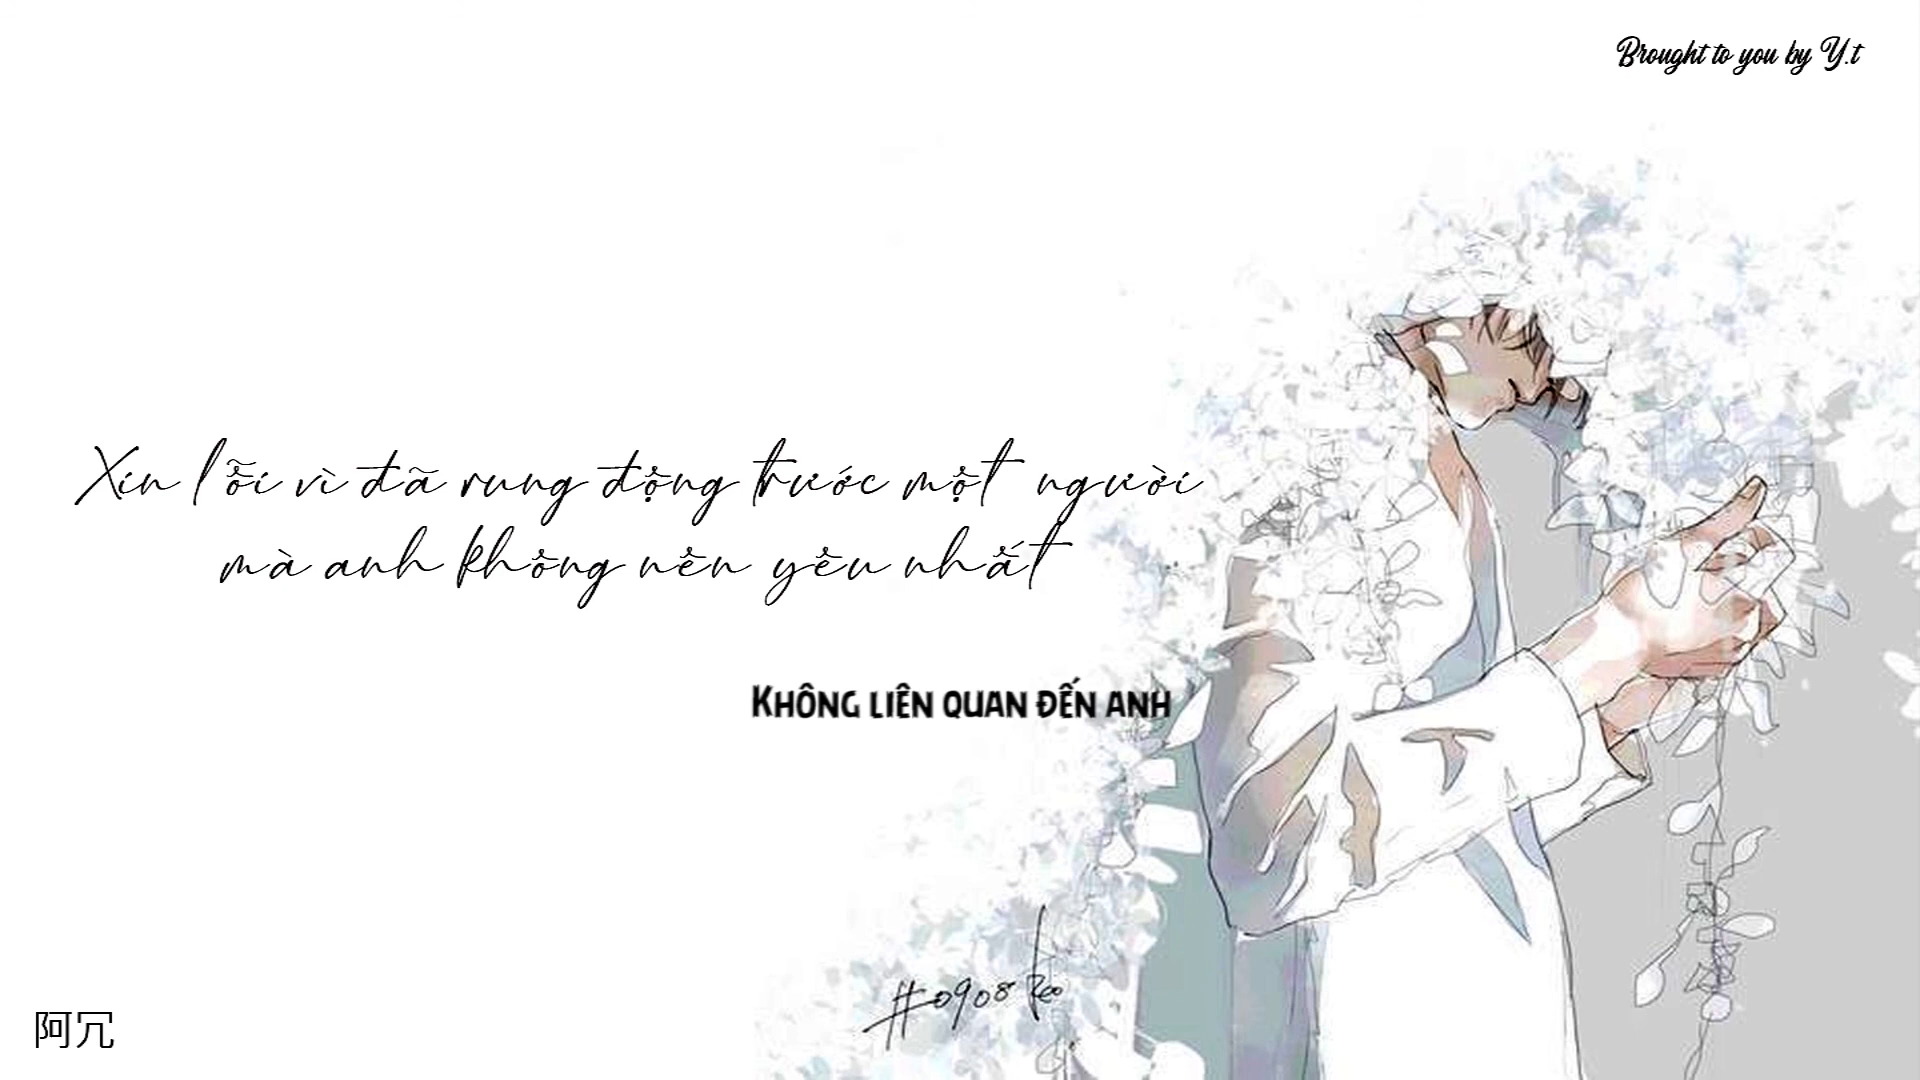 Brought to you by Y.t
Xin lỗi vì đã rung động trước một người
mà anh không nên yêu nhất
KHÔNG LIÊN QUAN ĐẾN ANH
#0908
阿冗